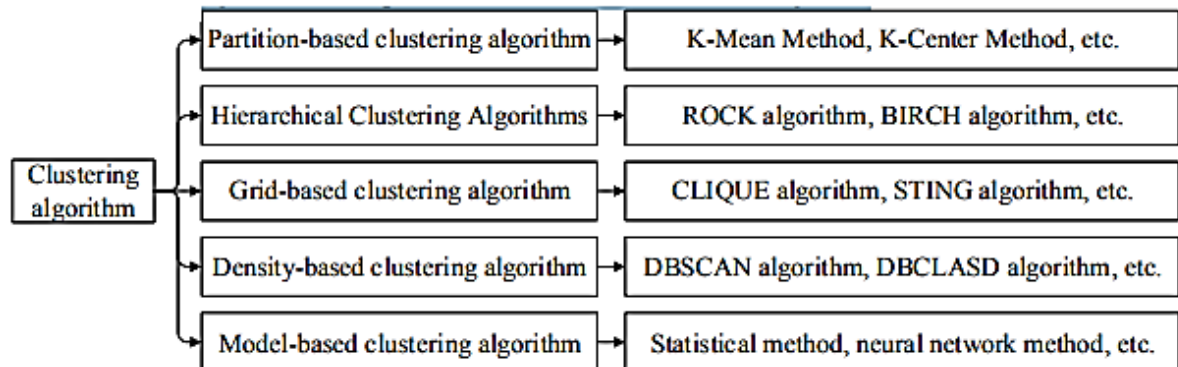 Partition-based clustering algorithm
K-Mean Method, K-Center Method, etc.
Hierarchical Clustering Algorithms
ROCK algorithm, BIRCH algorithm, etc.
Clustering
algorithm
Grid-based clustering algorithm
CLIQUE algorithm, STING algorithm, etc.
Density-based clustering algorithm
DBSCAN algorithm, DBCLASD algorithm, etc.
Model-based clustering algorithm
Statistical method, neural network method, etc.